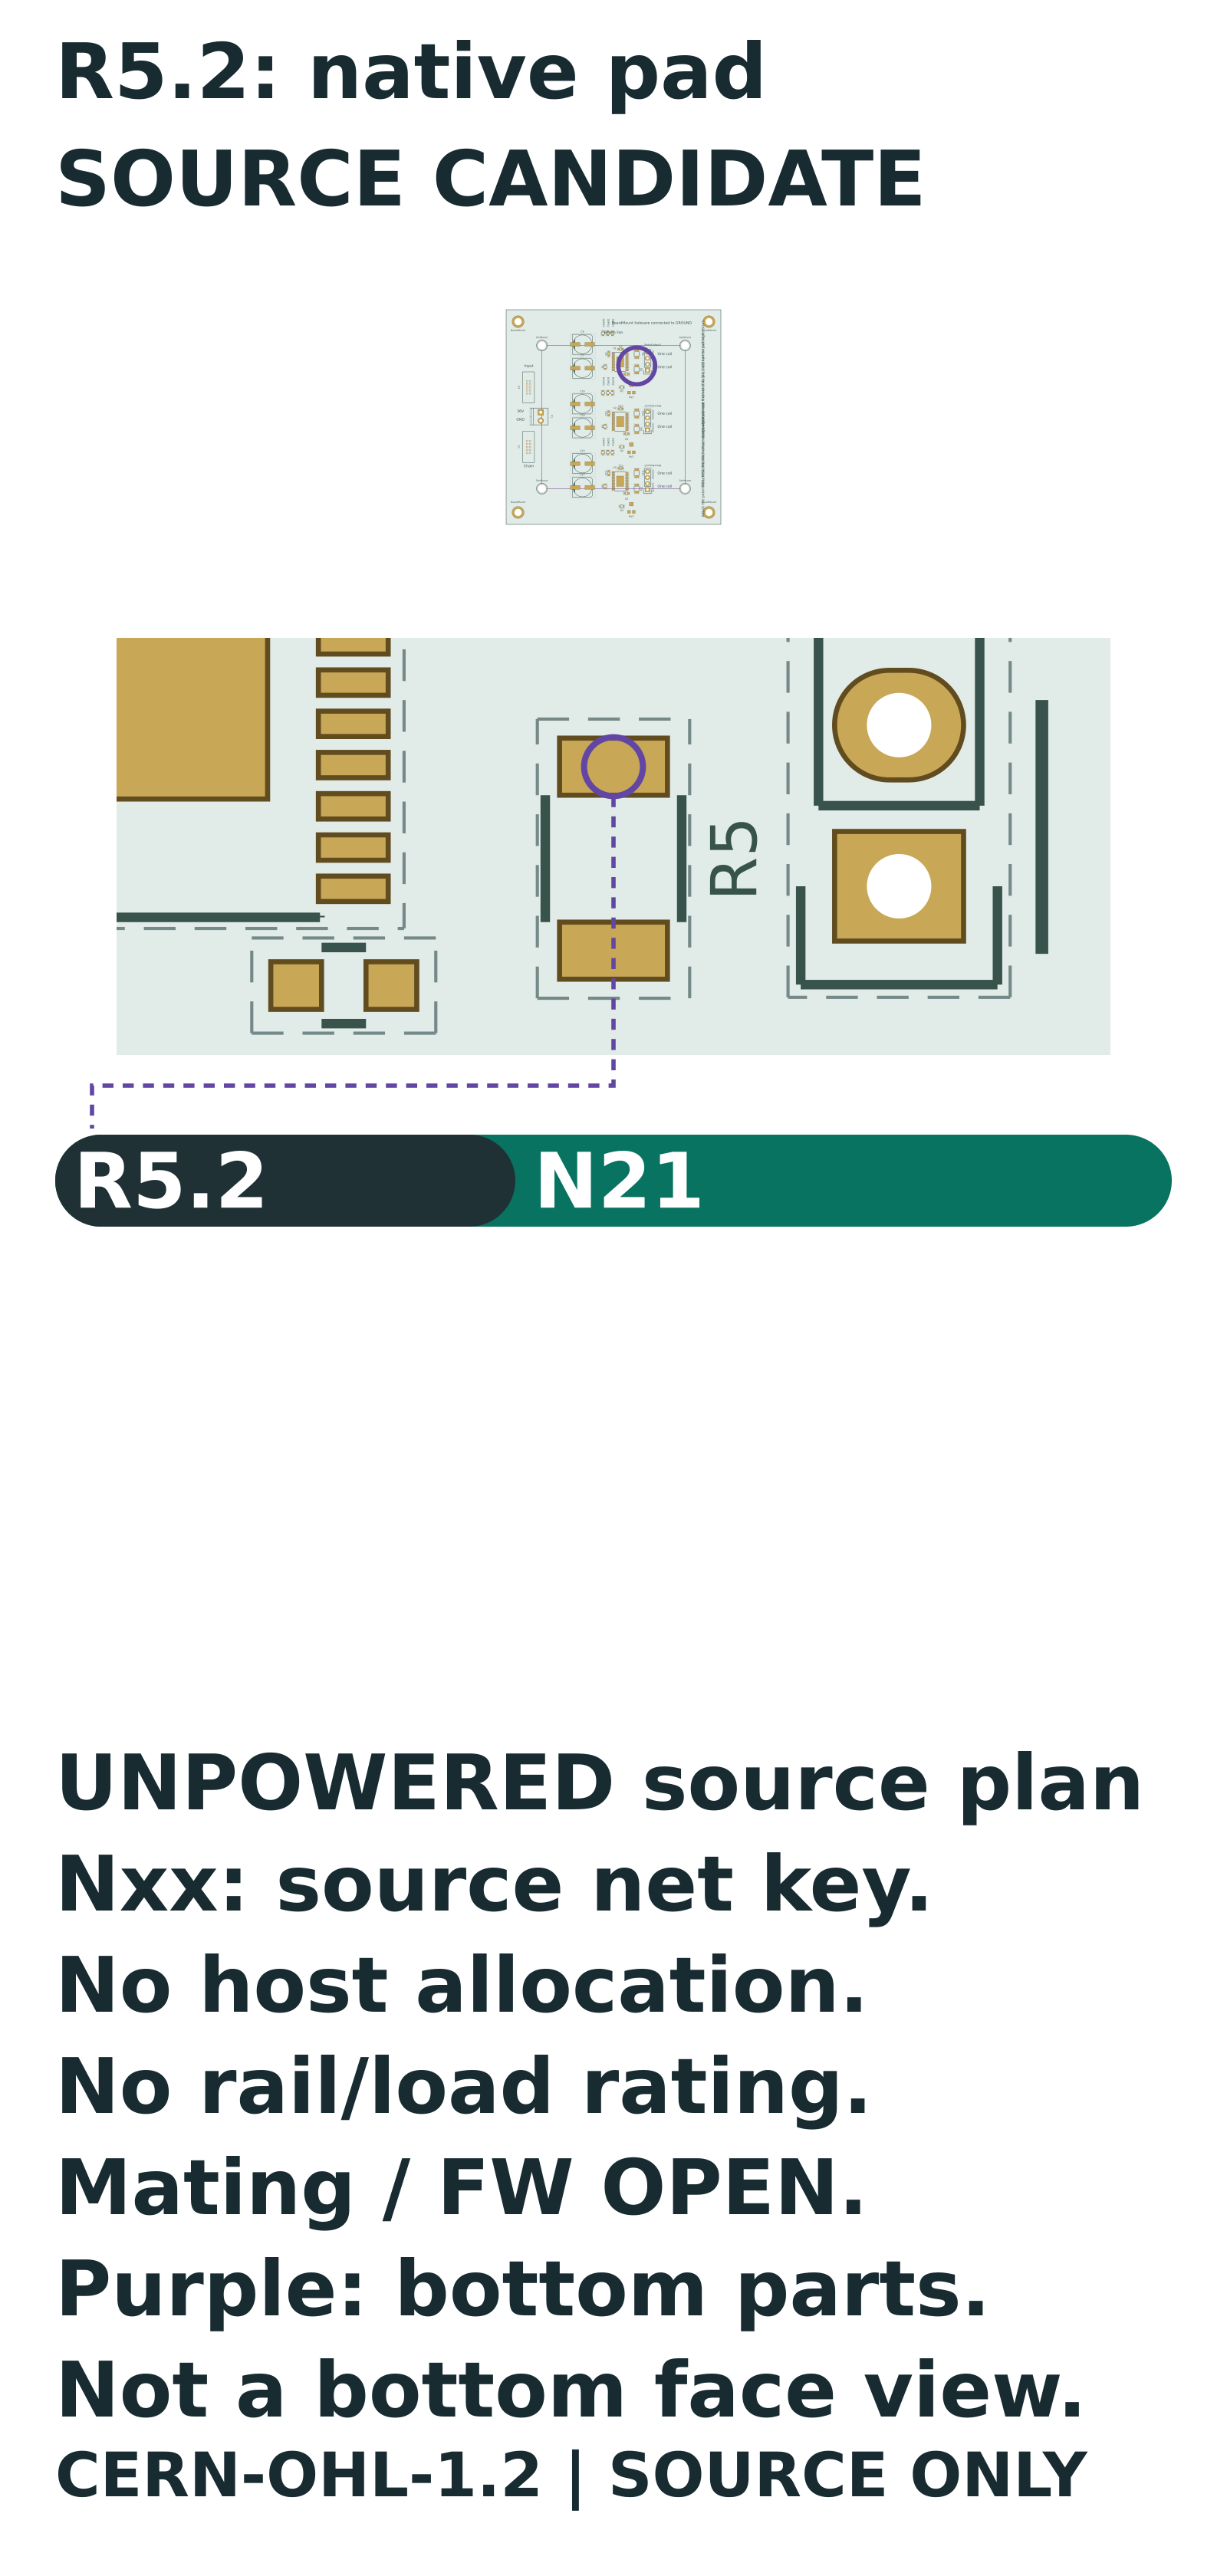 R5.2: native pad
SOURCE CANDIDATE
R5
R5.2
N21
UNPOWERED source plan
Nxx: source net key.
No host allocation.
No rail/load rating.
Mating / FW OPEN.
Purple: bottom parts.
Not a bottom face view.
CERN-OHL-1.2 | SOURCE ONLY